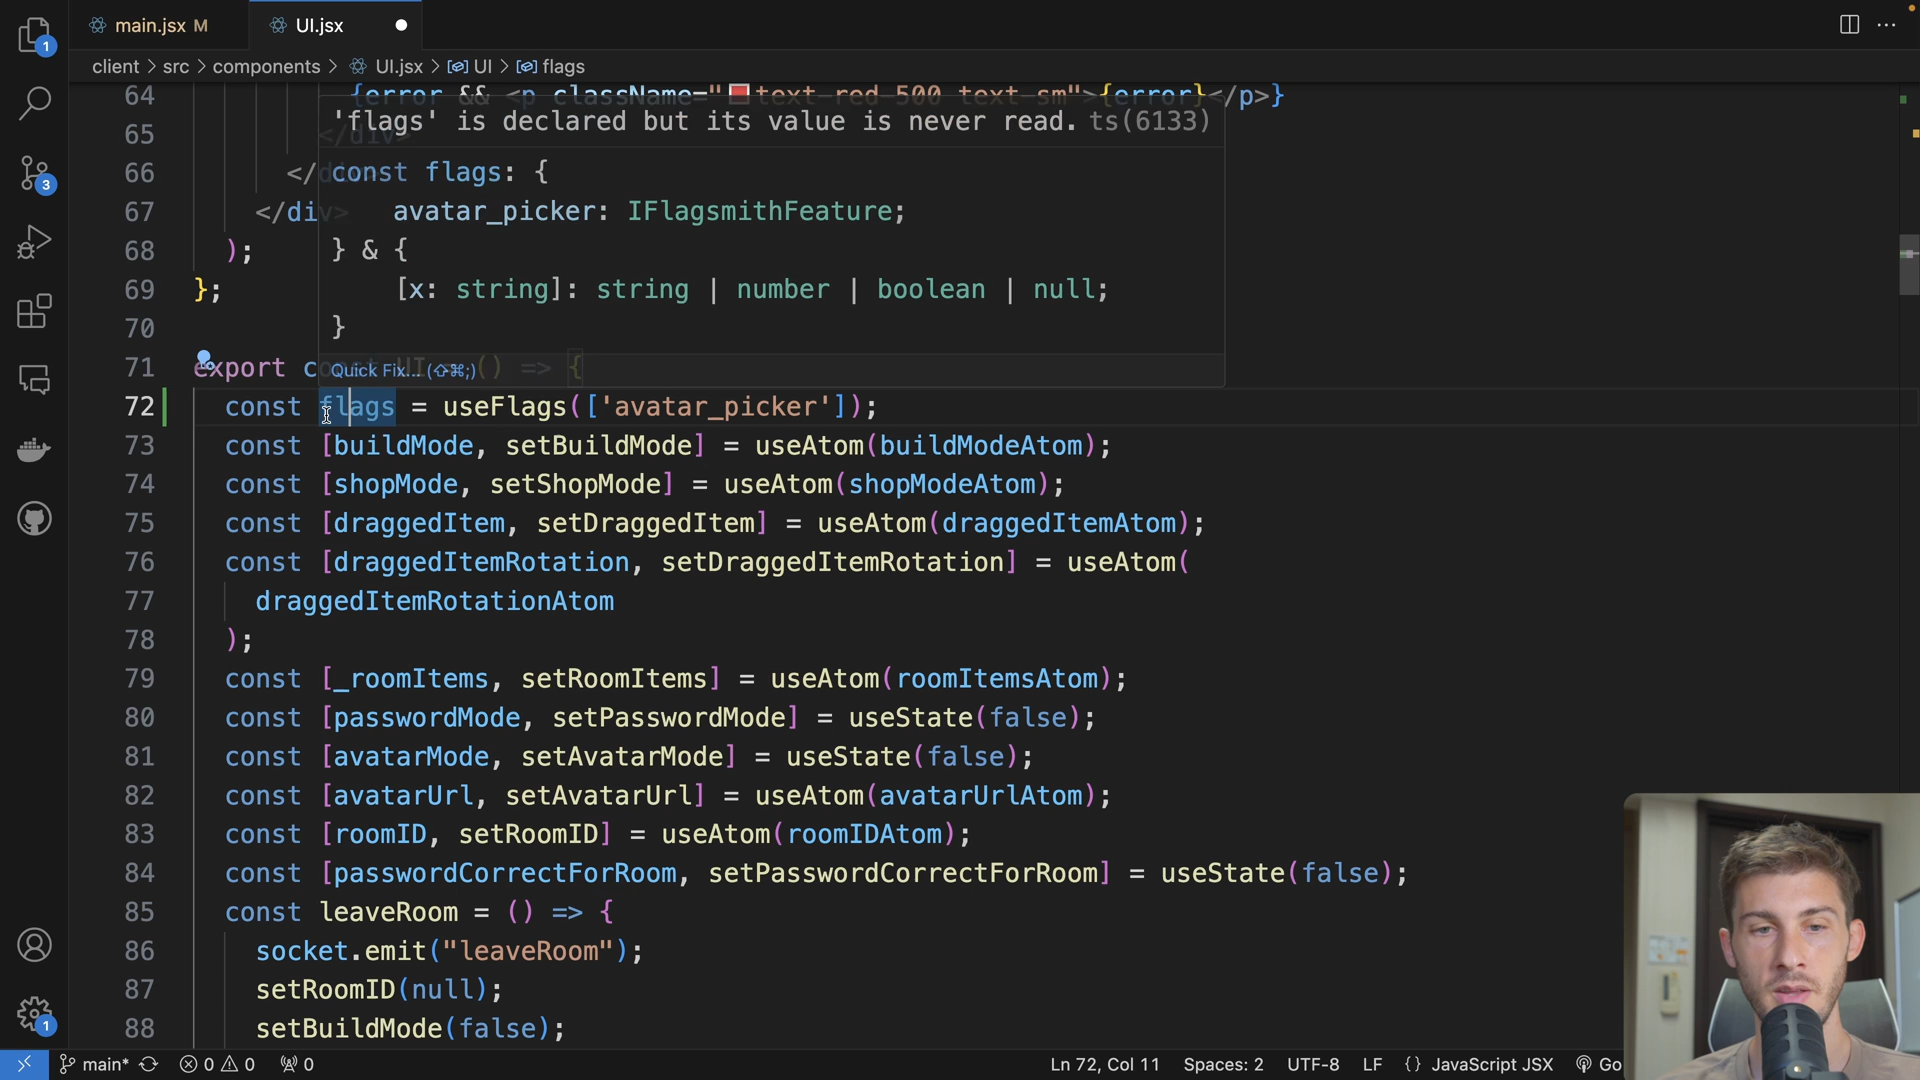 main.jsx M
UI.jsx
client > src > components > UI.jsx > UI > flags
64 {error && <p className="text-red-500 text-sm">{error}</p>}
'flags' is declared but its value is never read. ts(6133)
65 </div>
const flags: {
66 </div>
avatar_picker: IFlagsmithFeature;
67 </div>
68 );
} & {
69 };
[x: string]: string | number | boolean | null;
70
}
71 export const UI = () => {
Quick Fix... (⇧⌘;)
72 const flags = useFlags(['avatar_picker']);
73 const [buildMode, setBuildMode] = useAtom(buildModeAtom);
74 const [shopMode, setShopMode] = useAtom(shopModeAtom);
75 const [draggedItem, setDraggedItem] = useAtom(draggedItemAtom);
76 const [draggedItemRotation, setDraggedItemRotation] = useAtom(
77 draggedItemRotationAtom
78 );
79 const [_roomItems, setRoomItems] = useAtom(roomItemsAtom);
80 const [passwordMode, setPasswordMode] = useState(false);
81 const [avatarMode, setAvatarMode] = useState(false);
82 const [avatarUrl, setAvatarUrl] = useAtom(avatarUrlAtom);
83 const [roomID, setRoomID] = useAtom(roomIDAtom);
84 const [passwordCorrectForRoom, setPasswordCorrectForRoom] = useState(false);
85 const leaveRoom = () => {
86 socket.emit("leaveRoom");
87 setRoomID(null);
88 setBuildMode(false);
1
3
1
main* 0 0 0 Ln 72, Col 11 Spaces: 2 UTF-8 LF {} JavaScript JSX Go